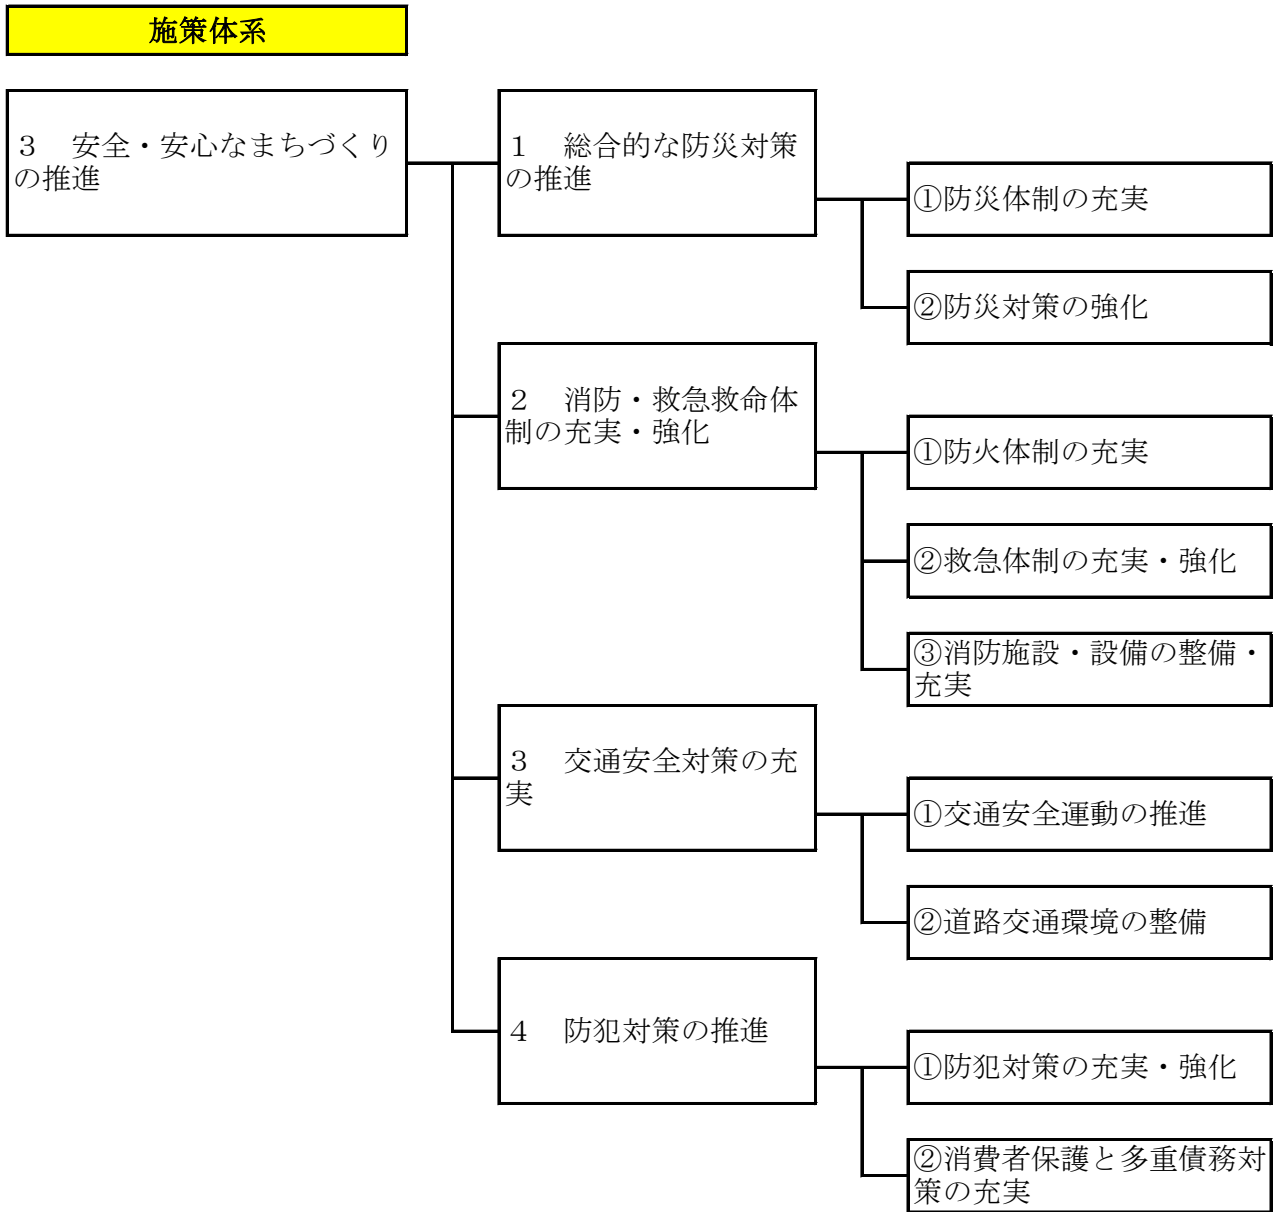 施策体系
３　安全・安心なまちづくり
の推進
１　総合的な防災対策
の推進
①防災体制の充実
②防災対策の強化
２　消防・救急救命体
制の充実・強化
①防火体制の充実
②救急体制の充実・強化
③消防施設・設備の整備・
充実
３　交通安全対策の充
実
①交通安全運動の推進
②道路交通環境の整備
４　防犯対策の推進
①防犯対策の充実・強化
②消費者保護と多重債務対
策の充実